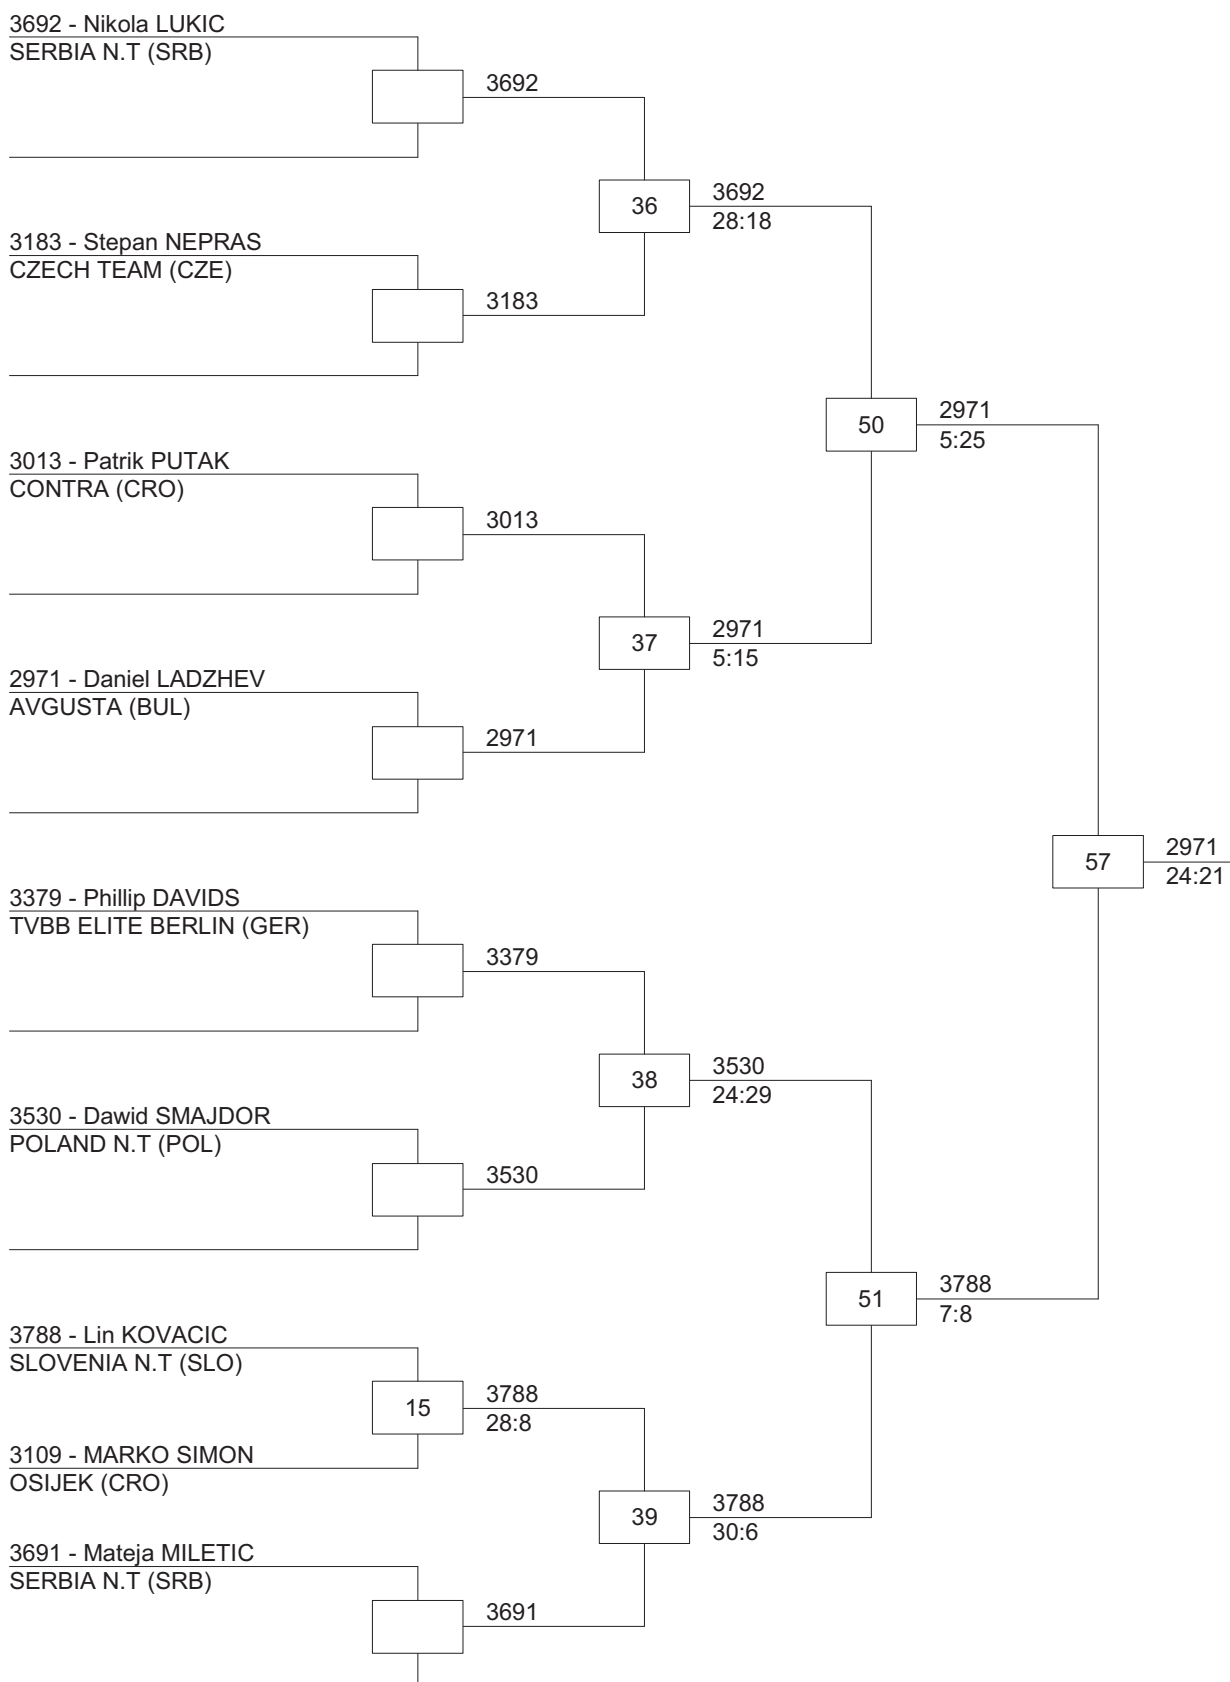 3692 - Nikola LUKIC
SERBIA N.T (SRB)
3692
36
3692
28:18
3183 - Stepan NEPRAS
CZECH TEAM (CZE)
3183
50
2971
5:25
3013 - Patrik PUTAK
CONTRA (CRO)
3013
37
2971
5:15
2971 - Daniel LADZHEV
AVGUSTA (BUL)
2971
57
2971
24:21
3379 - Phillip DAVIDS
TVBB ELITE BERLIN (GER)
3379
38
3530
24:29
3530 - Dawid SMAJDOR
POLAND N.T (POL)
3530
51
3788
7:8
3788 - Lin KOVACIC
SLOVENIA N.T (SLO)
15
3788
28:8
3109 - MARKO SIMON
OSIJEK (CRO)
39
3788
30:6
3691 - Mateja MILETIC
SERBIA N.T (SRB)
3691